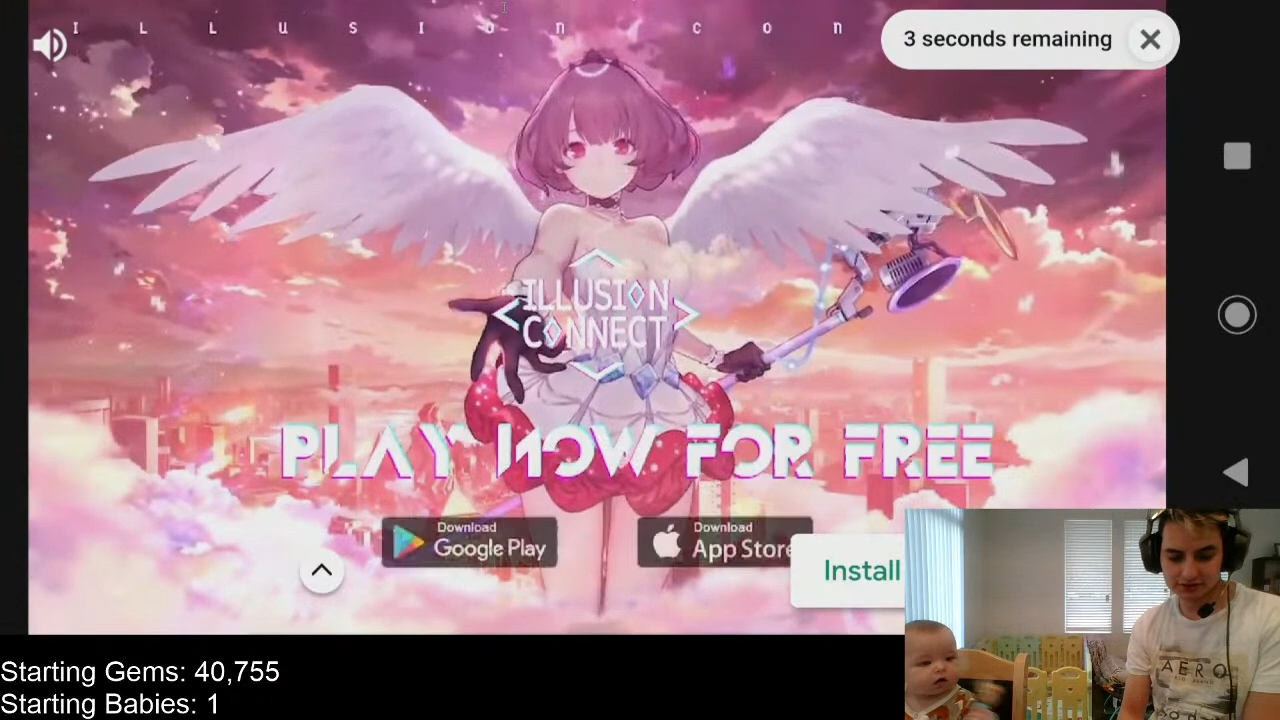 I L L u s I o n c o n
3 seconds remaining
ILLUSION
CONNECT
PLAY NOW FOR FREE
Download
Google Play
Download
App Store
Install
AERO
Starting Gems: 40,755
Starting Babies: 1